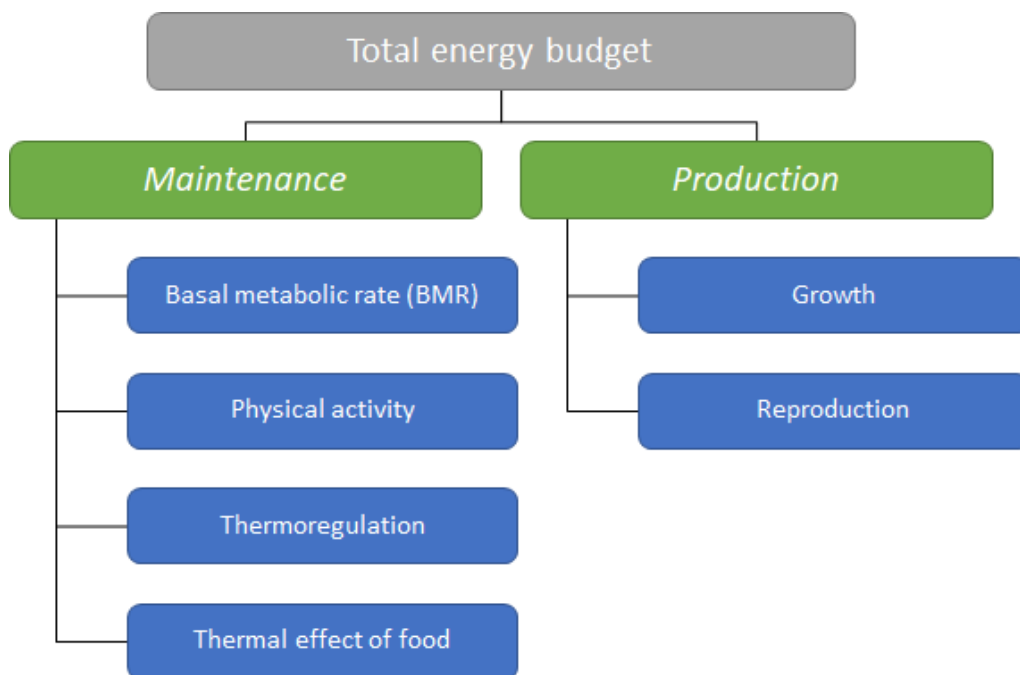 Total energy budget
Maintenance
Production
Basal metabolic rate (BMR)
Growth
Physical activity
Reproduction
Thermoregulation
Thermal effect of food